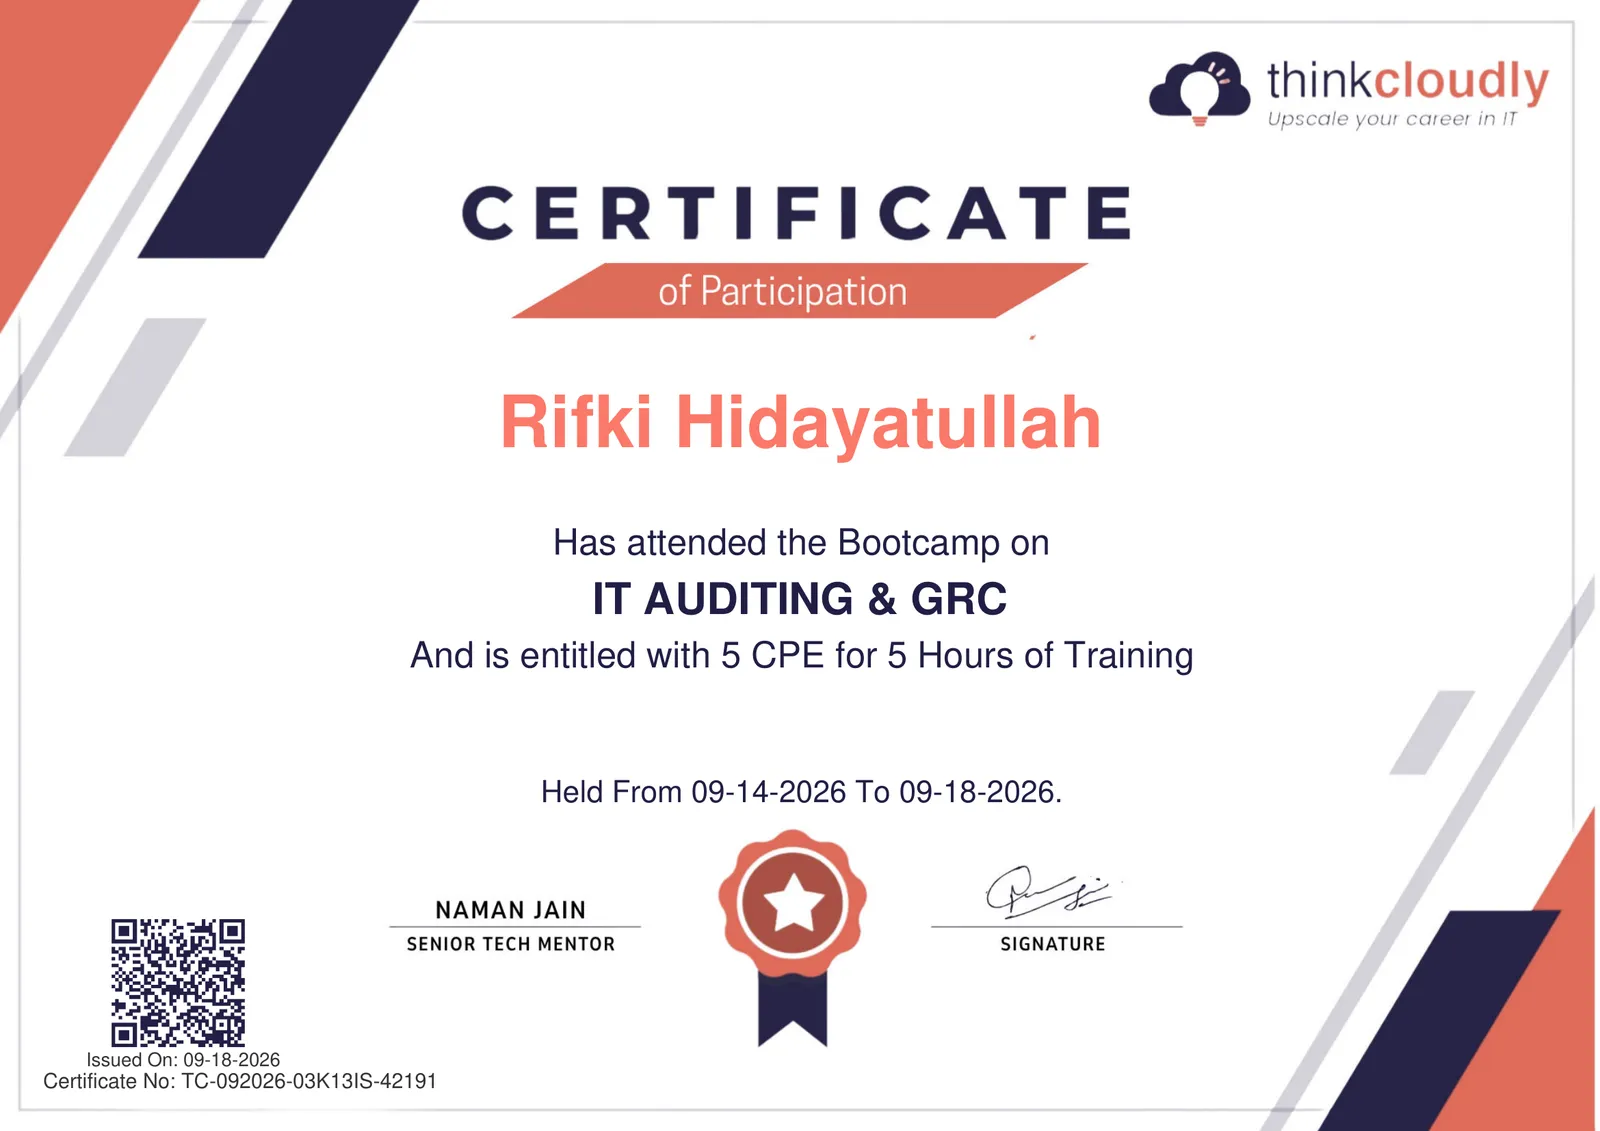 thinkcloudly
Upscale your career in IT
CERTIFICATE
of Participation
Rifki Hidayatullah
Has attended the Bootcamp on
IT AUDITING & GRC
And is entitled with 5 CPE for 5 Hours of Training
Held From 09-14-2026 To 09-18-2026.
NAMAN JAIN
SENIOR TECH MENTOR
SIGNATURE
Issued On: 09-18-2026
Certificate No: TC-092026-03K13IS-42191